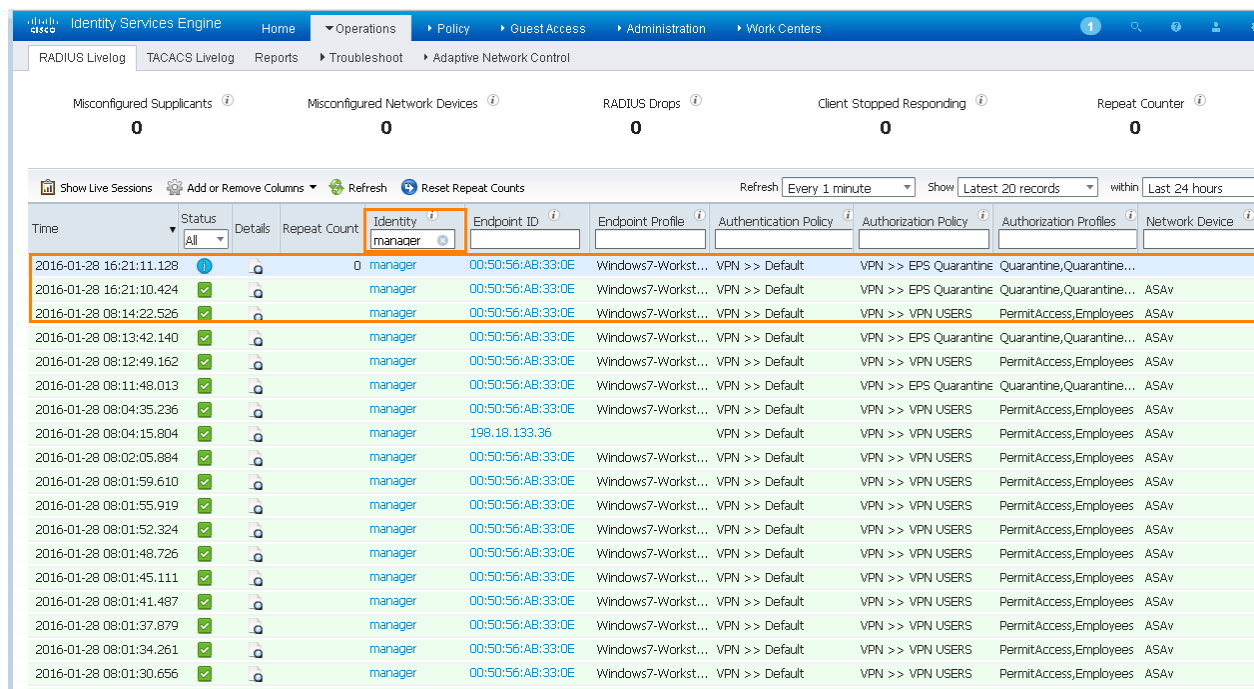 cisco Identity Services Engine Home Operations Policy Guest Access Administration Work Centers 1
RADIUS Livelog TACACS Livelog Reports Troubleshoot Adaptive Network Control
Misconfigured Supplicants Misconfigured Network Devices RADIUS Drops Client Stopped Responding Repeat Counter
0 0 0 0 0
Show Live Sessions Add or Remove Columns Refresh Reset Repeat Counts Refresh Every 1 minute Show Latest 20 records within Last 24 hours
Time Status Details Repeat Count Identity Endpoint ID Endpoint Profile Authentication Policy Authorization Policy Authorization Profiles Network Device
All manager
2016-01-28 16:21:11.128 0 manager 00:50:56:AB:33:0E Windows7-Workst... VPN >> Default VPN >> EPS Quarantine Quarantine,Quarantine...
2016-01-28 16:21:10.424 manager 00:50:56:AB:33:0E Windows7-Workst... VPN >> Default VPN >> EPS Quarantine Quarantine,Quarantine... ASAv
2016-01-28 08:14:22.526 manager 00:50:56:AB:33:0E Windows7-Workst... VPN >> Default VPN >> VPN USERS PermitAccess,Employees ASAv
2016-01-28 08:13:42.140 manager 00:50:56:AB:33:0E Windows7-Workst... VPN >> Default VPN >> EPS Quarantine Quarantine,Quarantine... ASAv
2016-01-28 08:12:49.162 manager 00:50:56:AB:33:0E Windows7-Workst... VPN >> Default VPN >> VPN USERS PermitAccess,Employees ASAv
2016-01-28 08:11:48.013 manager 00:50:56:AB:33:0E Windows7-Workst... VPN >> Default VPN >> EPS Quarantine Quarantine,Quarantine... ASAv
2016-01-28 08:04:35.236 manager 00:50:56:AB:33:0E Windows7-Workst... VPN >> Default VPN >> VPN USERS PermitAccess,Employees ASAv
2016-01-28 08:04:15.804 manager 198.18.133.36 VPN >> Default VPN >> VPN USERS PermitAccess,Employees ASAv
2016-01-28 08:02:05.884 manager 00:50:56:AB:33:0E Windows7-Workst... VPN >> Default VPN >> VPN USERS PermitAccess,Employees ASAv
2016-01-28 08:01:59.610 manager 00:50:56:AB:33:0E Windows7-Workst... VPN >> Default VPN >> VPN USERS PermitAccess,Employees ASAv
2016-01-28 08:01:55.919 manager 00:50:56:AB:33:0E Windows7-Workst... VPN >> Default VPN >> VPN USERS PermitAccess,Employees ASAv
2016-01-28 08:01:52.324 manager 00:50:56:AB:33:0E Windows7-Workst... VPN >> Default VPN >> VPN USERS PermitAccess,Employees ASAv
2016-01-28 08:01:48.726 manager 00:50:56:AB:33:0E Windows7-Workst... VPN >> Default VPN >> VPN USERS PermitAccess,Employees ASAv
2016-01-28 08:01:45.111 manager 00:50:56:AB:33:0E Windows7-Workst... VPN >> Default VPN >> VPN USERS PermitAccess,Employees ASAv
2016-01-28 08:01:41.487 manager 00:50:56:AB:33:0E Windows7-Workst... VPN >> Default VPN >> VPN USERS PermitAccess,Employees ASAv
2016-01-28 08:01:37.879 manager 00:50:56:AB:33:0E Windows7-Workst... VPN >> Default VPN >> VPN USERS PermitAccess,Employees ASAv
2016-01-28 08:01:34.261 manager 00:50:56:AB:33:0E Windows7-Workst... VPN >> Default VPN >> VPN USERS PermitAccess,Employees ASAv
2016-01-28 08:01:30.656 manager 00:50:56:AB:33:0E Windows7-Workst... VPN >> Default VPN >> VPN USERS PermitAccess,Employees ASAv